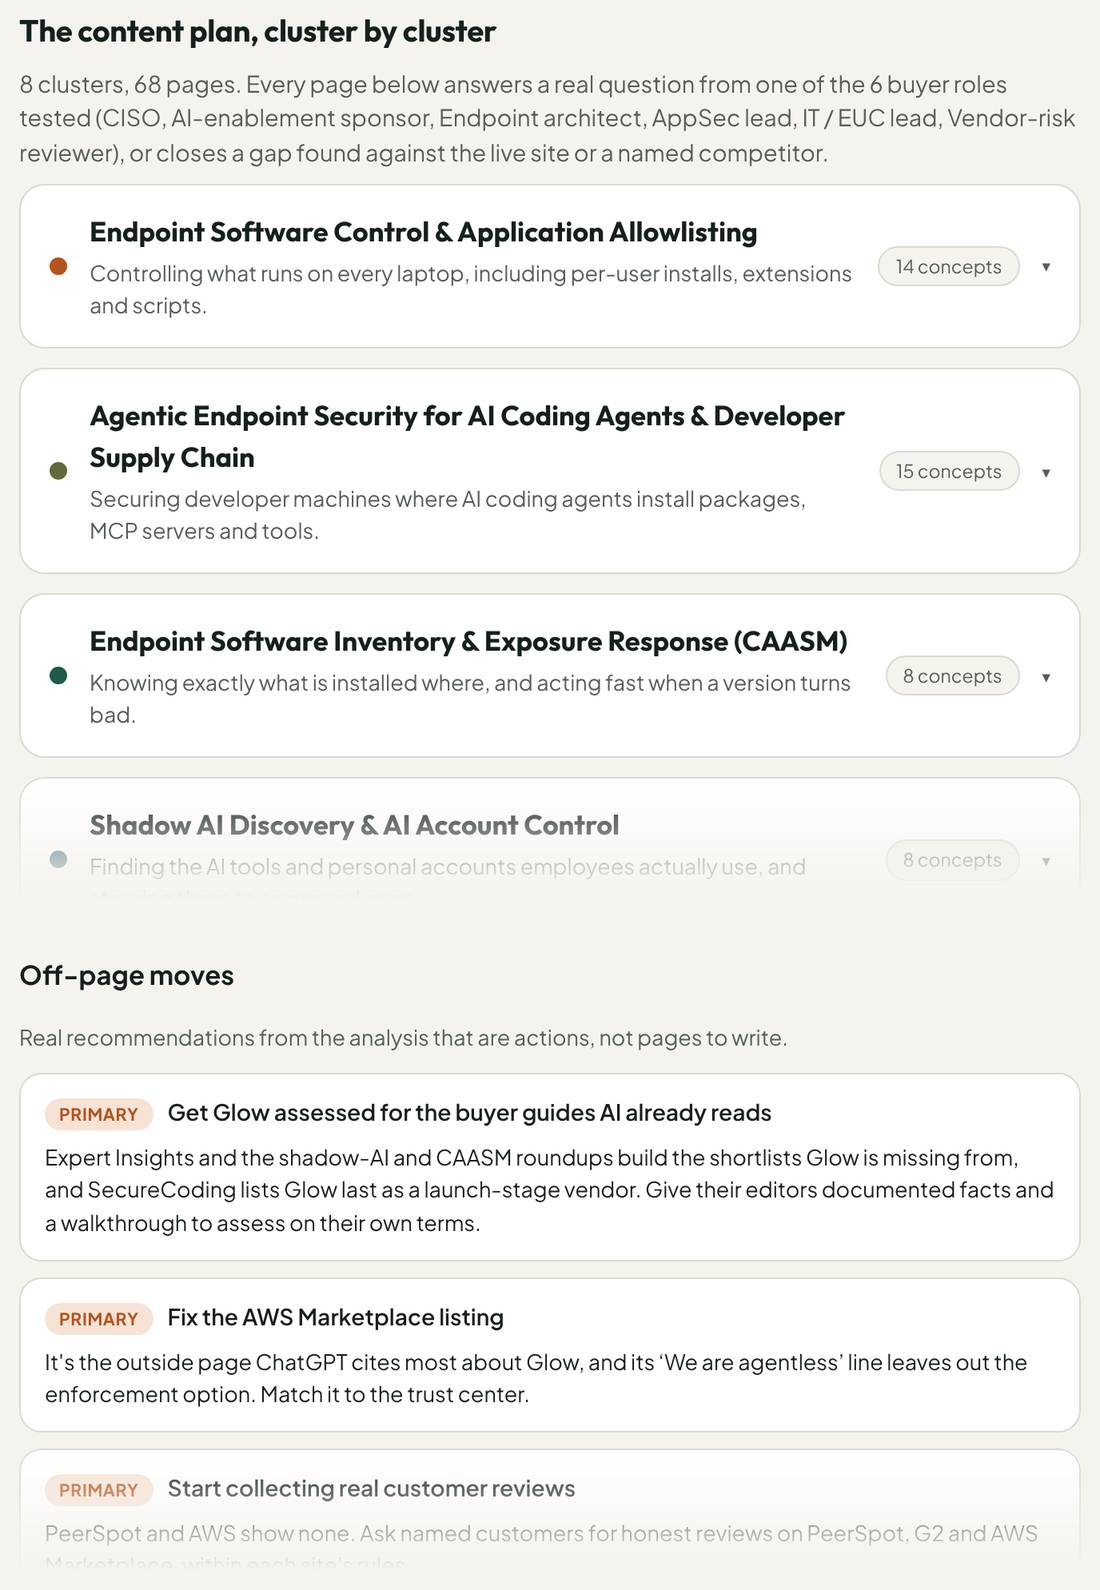 The content plan, cluster by cluster
8 clusters, 68 pages. Every page below answers a real question from one of the 6 buyer roles
tested (CISO, AI-enablement sponsor, Endpoint architect, AppSec lead, IT / EUC lead, Vendor-risk
reviewer), or closes a gap found against the live site or a named competitor.
Endpoint Software Control & Application Allowlisting
Controlling what runs on every laptop, including per-user installs, extensions
and scripts.
14 concepts
Agentic Endpoint Security for AI Coding Agents & Developer
Supply Chain
Securing developer machines where AI coding agents install packages,
MCP servers and tools.
15 concepts
Endpoint Software Inventory & Exposure Response (CAASM)
Knowing exactly what is installed where, and acting fast when a version turns
bad.
8 concepts
Shadow AI Discovery & AI Account Control
Finding the AI tools and personal accounts employees actually use, and
8 concepts
Off-page moves
Real recommendations from the analysis that are actions, not pages to write.
PRIMARY Get Glow assessed for the buyer guides AI already reads
Expert Insights and the shadow-AI and CAASM roundups build the shortlists Glow is missing from,
and SecureCoding lists Glow last as a launch-stage vendor. Give their editors documented facts and
a walkthrough to assess on their own terms.
PRIMARY Fix the AWS Marketplace listing
It's the outside page ChatGPT cites most about Glow, and its ‘We are agentless’ line leaves out the
enforcement option. Match it to the trust center.
PRIMARY Start collecting real customer reviews
PeerSpot and AWS show none. Ask named customers for honest reviews on PeerSpot, G2 and AWS
Marketplace, within each site's rules.